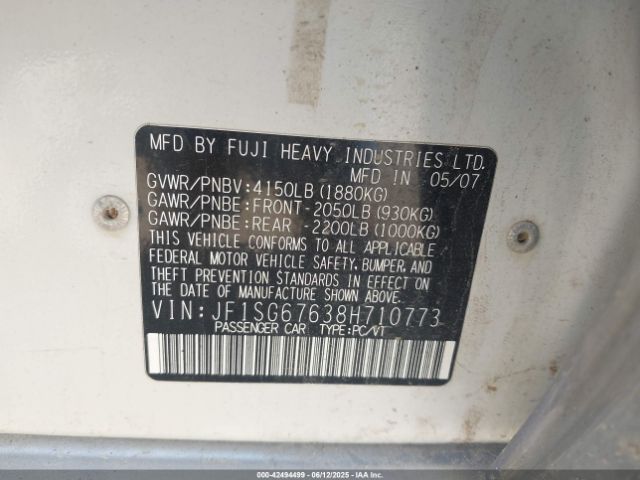 MFD BY FUJI HEAVY INDUSTRIES LTD.
MFD IN 05/07
GVWR/PNBV:4150LB(1880KG)
GAWR/PNBE:FRONT-2050LB(930KG)
GAWR/PNBE:REAR -2200LB(1000KG)
THIS VEHICLE CONFORMS TO ALL APPLICABLE
FEDERAL MOTOR VEHICLE SAFETY, BUMPER, AND
THEFT PREVENTION STANDARDS IN EFFECT ON
THE DATE OF MANUFACTURE SHOWN ABOVE.
VIN:JF1SG67638H710773
PASSENGER CAR TYPE:PC/VT
000-42494499 - 06/12/2025 - IAAI.COM